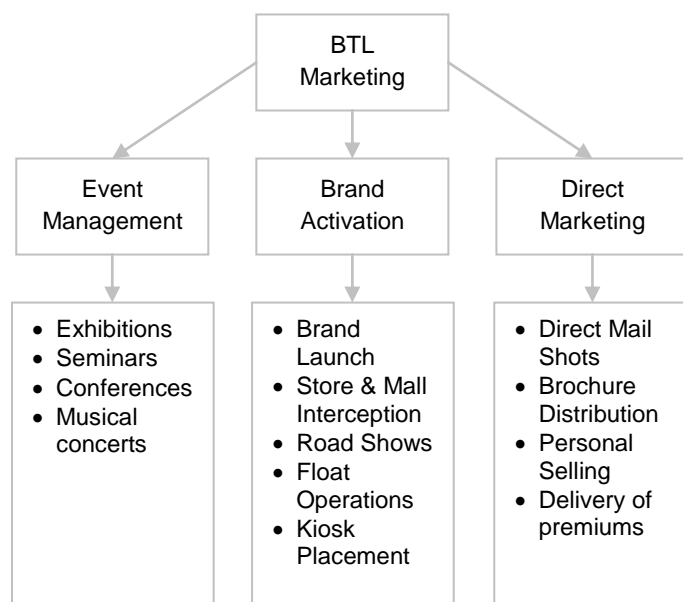 BTL
Marketing
Event
Management
Brand
Activation
Direct
Marketing
• Exhibitions
• Seminars
• Conferences
• Musical
concerts
• Brand
Launch
• Store & Mall
Interception
• Road Shows
• Float
Operations
• Kiosk
Placement
• Direct Mail
Shots
• Brochure
Distribution
• Personal
Selling
• Delivery of
premiums